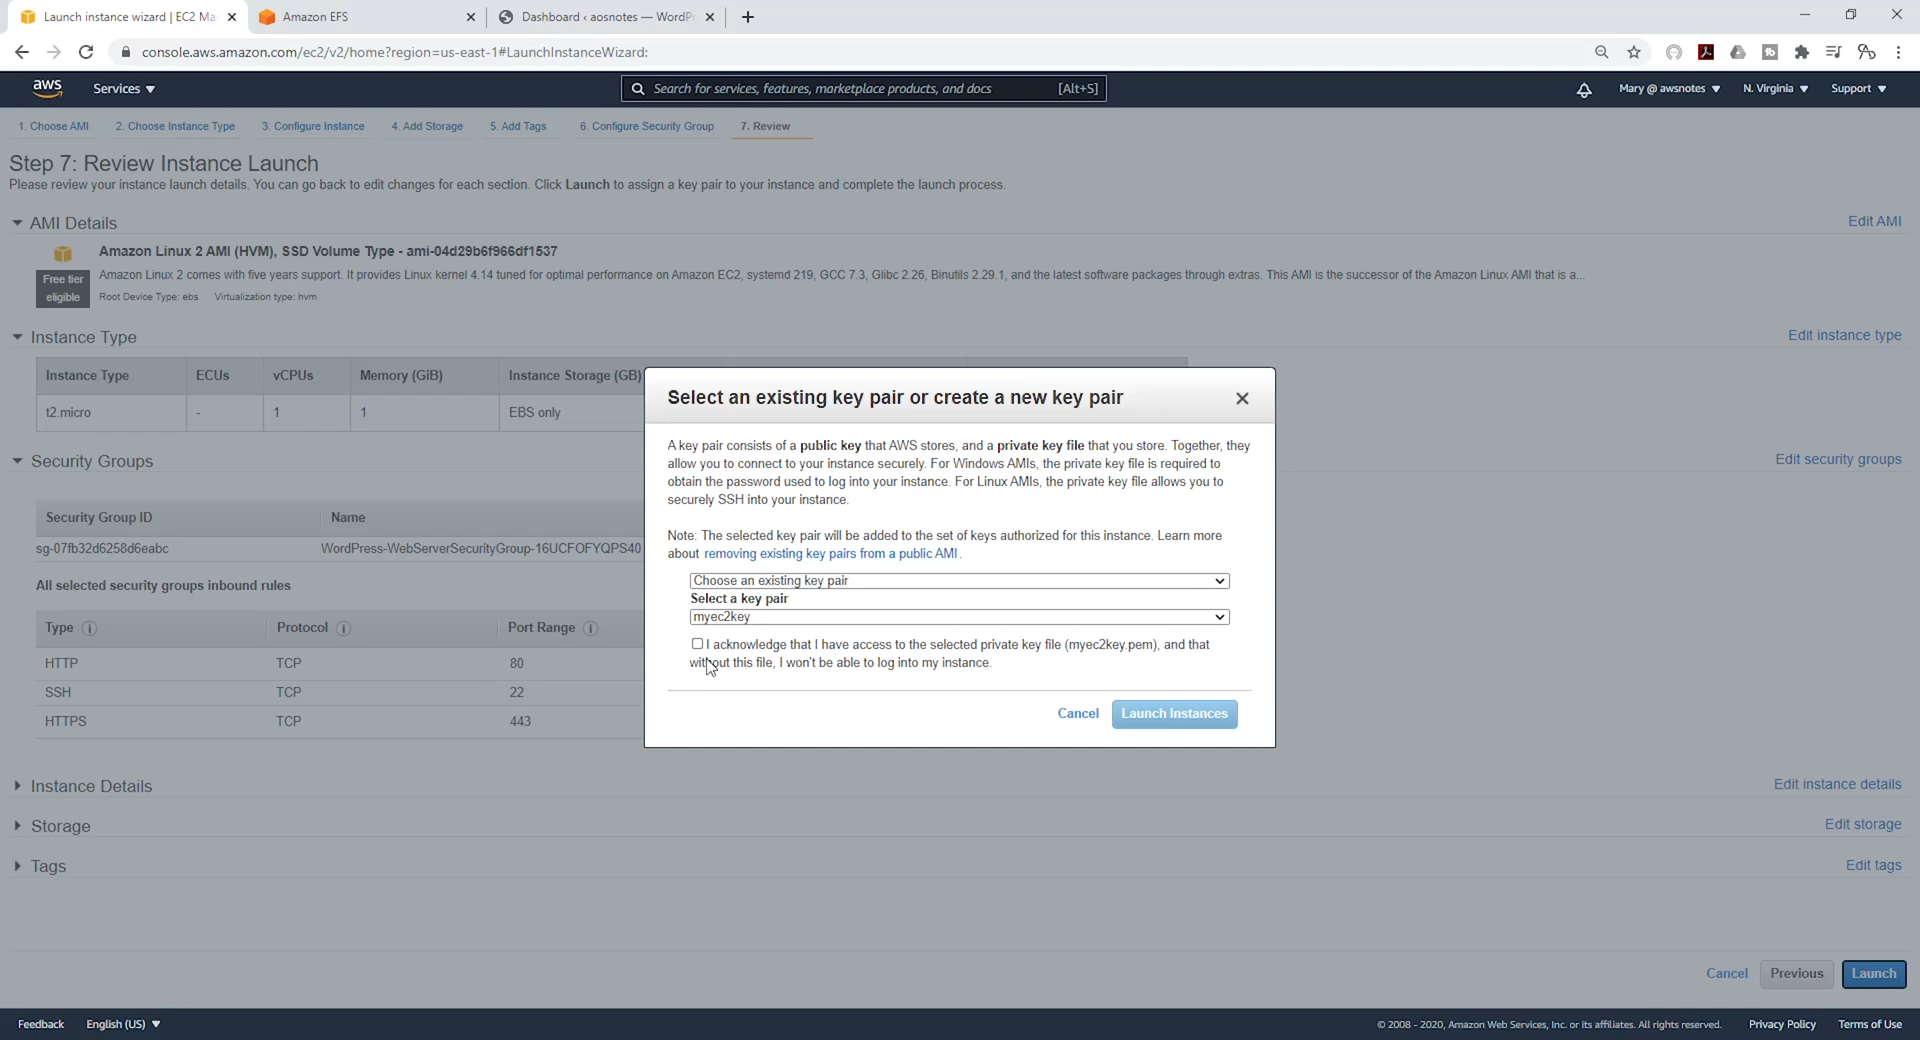 Launch instance wizard | EC2 Ma
Amazon EFS
Dashboard ‹ aosnotes — WordP
console.aws.amazon.com/ec2/v2/home?region=us-east-1#LaunchInstanceWizard:
aws
Services
Search for services, features, marketplace products, and docs
[Alt+S]
Mary @ awsnotes
N. Virginia
Support
1. Choose AMI
2. Choose Instance Type
3. Configure Instance
4. Add Storage
5. Add Tags
6. Configure Security Group
7. Review
Step 7: Review Instance Launch
Please review your instance launch details. You can go back to edit changes for each section. Click Launch to assign a key pair to your instance and complete the launch process.
AMI Details
Edit AMI
Amazon Linux 2 AMI (HVM), SSD Volume Type - ami-04d29b6f966df1537
Free tier
eligible
Amazon Linux 2 comes with five years support. It provides Linux kernel 4.14 tuned for optimal performance on Amazon EC2, systemd 219, GCC 7.3, Glibc 2.26, Binutils 2.29.1, and the latest software packages through extras. This AMI is the successor of the Amazon Linux AMI that is a...
Root Device Type: ebs Virtualization type: hvm
Instance Type
Edit instance type
Instance Type
ECUs
vCPUs
Memory (GiB)
Instance Storage (GB)
t2.micro
-
1
1
EBS only
Security Groups
Edit security groups
Security Group ID
Name
sg-07fb32d6258d6eabc
WordPress-WebServerSecurityGroup-16UCFOFYQPS40
All selected security groups inbound rules
Type
Protocol
Port Range
HTTP
TCP
80
SSH
TCP
22
HTTPS
TCP
443
Select an existing key pair or create a new key pair
A key pair consists of a public key that AWS stores, and a private key file that you store. Together, they
allow you to connect to your instance securely. For Windows AMIs, the private key file is required to
obtain the password used to log into your instance. For Linux AMIs, the private key file allows you to
securely SSH into your instance.
Note: The selected key pair will be added to the set of keys authorized for this instance. Learn more
about removing existing key pairs from a public AMI.
Choose an existing key pair
Select a key pair
myec2key
I acknowledge that I have access to the selected private key file (myec2key.pem), and that
without this file, I won't be able to log into my instance.
Cancel
Launch Instances
Instance Details
Edit instance details
Storage
Edit storage
Tags
Edit tags
Cancel
Previous
Launch
Feedback
English (US)
© 2008 - 2020, Amazon Web Services, Inc. or its affiliates. All rights reserved.
Privacy Policy
Terms of Use